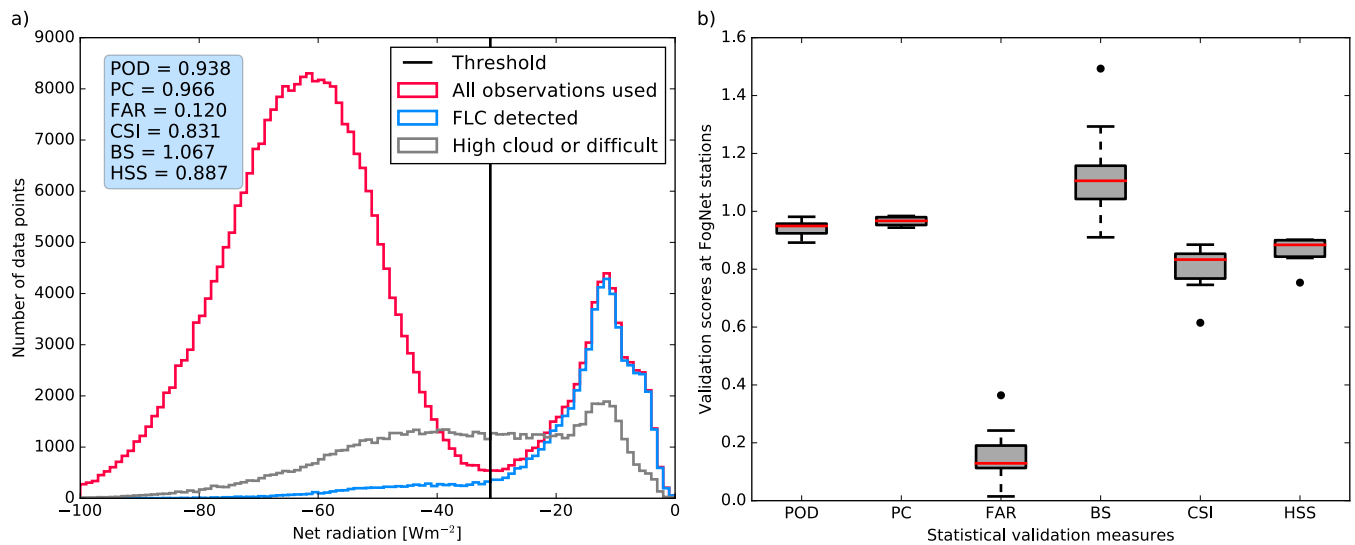 a)
9000
8000
7000
6000
5000
4000
3000
2000
1000
0
Number of data points
POD = 0.938
PC = 0.966
FAR = 0.120
CSI = 0.831
BS = 1.067
HSS = 0.887
Threshold
All observations used
FLC detected
High cloud or difficult
−100 −80 −60 −40 −20 0
Net radiation [Wm⁻²]
b)
1.6
1.4
1.2
1.0
0.8
0.6
0.4
0.2
0.0
Validation scores at FogNet stations
POD PC FAR BS CSI HSS
Statistical validation measures